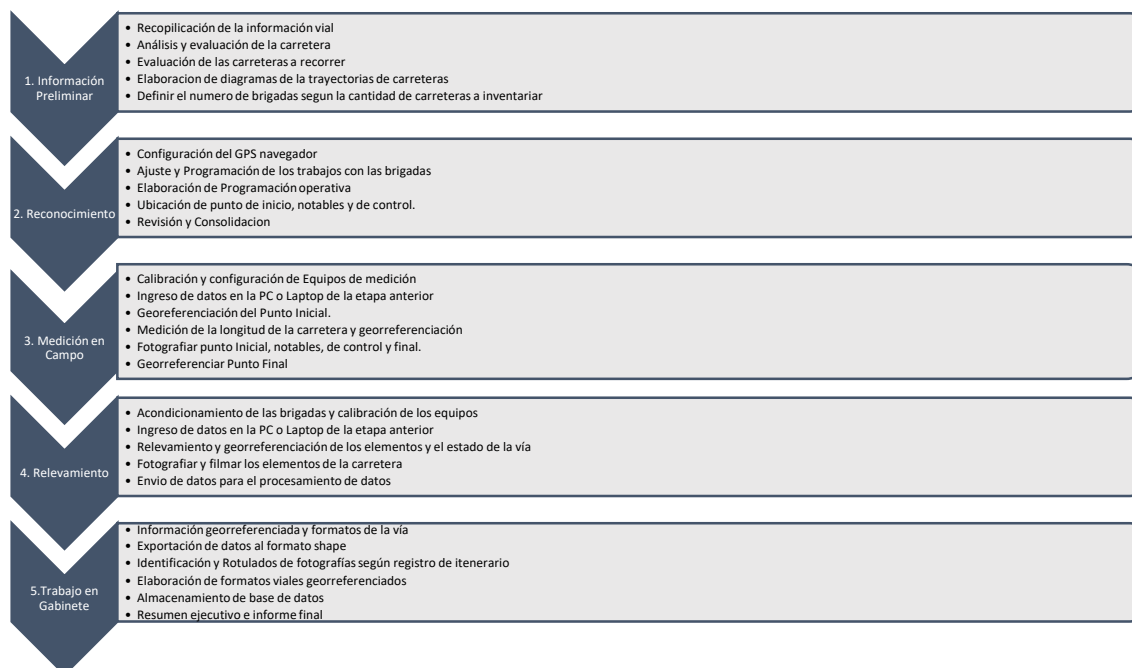 1. Información
Preliminar
• Recopilicación de la información vial
• Análisis y evaluación de la carretera
• Evaluación de las carreteras a recorrer
• Elaboracion de diagramas de la trayectorias de carreteras
• Definir el numero de brigadas segun la cantidad de carreteras a inventariar
2. Reconocimiento
• Configuración del GPS navegador
• Ajuste y Programación de los trabajos con las brigadas
• Elaboración de Programación operativa
• Ubicación de punto de inicio, notables y de control.
• Revisión y Consolidacion
3. Medición en
Campo
• Calibración y configuración de Equipos de medición
• Ingreso de datos en la PC o Laptop de la etapa anterior
• Georeferenciación del Punto Inicial.
• Medición de la longitud de la carretera y georreferenciación
• Fotografiar punto Inicial, notables, de control y final.
• Georreferenciar Punto Final
4. Relevamiento
• Acondicionamiento de las brigadas y calibración de los equipos
• Ingreso de datos en la PC o Laptop de la etapa anterior
• Relevamiento y georreferenciación de los elementos y el estado de la vía
• Fotografiar y filmar los elementos de la carretera
• Envio de datos para el procesamiento de datos
5.Trabajo en
Gabinete
• Información georreferenciada y formatos de la vía
• Exportación de datos al formato shape
• Identificación y Rotulados de fotografías según registro de itenerario
• Elaboración de formatos viales georreferenciados
• Almacenamiento de base de datos
• Resumen ejecutivo e informe final